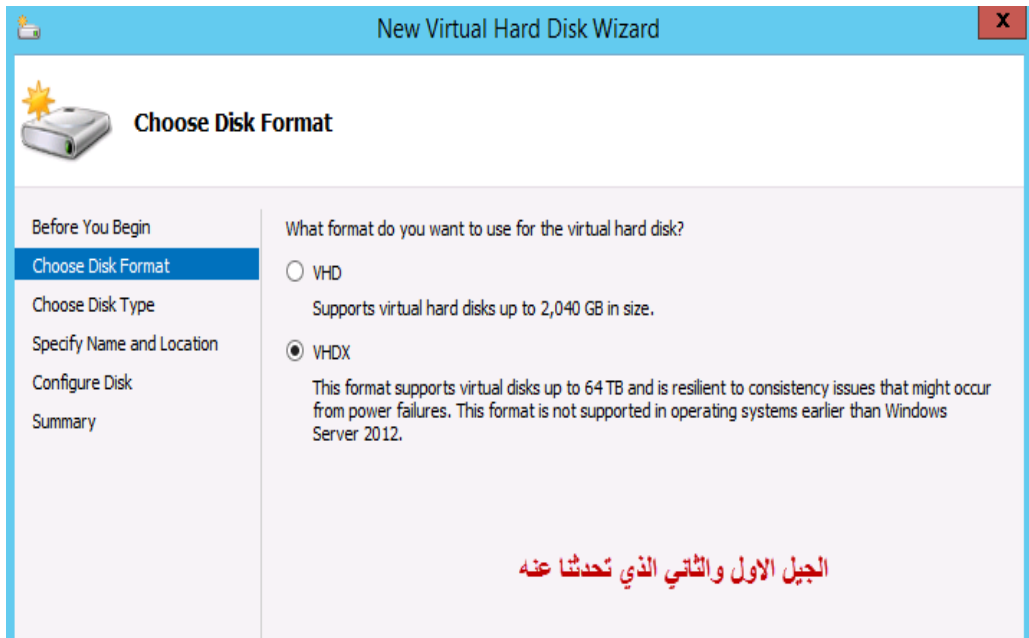 New Virtual Hard Disk Wizard
x
Choose Disk Format
Before You Begin
Choose Disk Format
Choose Disk Type
Specify Name and Location
Configure Disk
Summary
What format do you want to use for the virtual hard disk?
VHD
Supports virtual hard disks up to 2,040 GB in size.
VHDX
This format supports virtual disks up to 64 TB and is resilient to consistency issues that might occur
from power failures. This format is not supported in operating systems earlier than Windows
Server 2012.
الجيل الاول والثاني الذي تحدثنا عنه